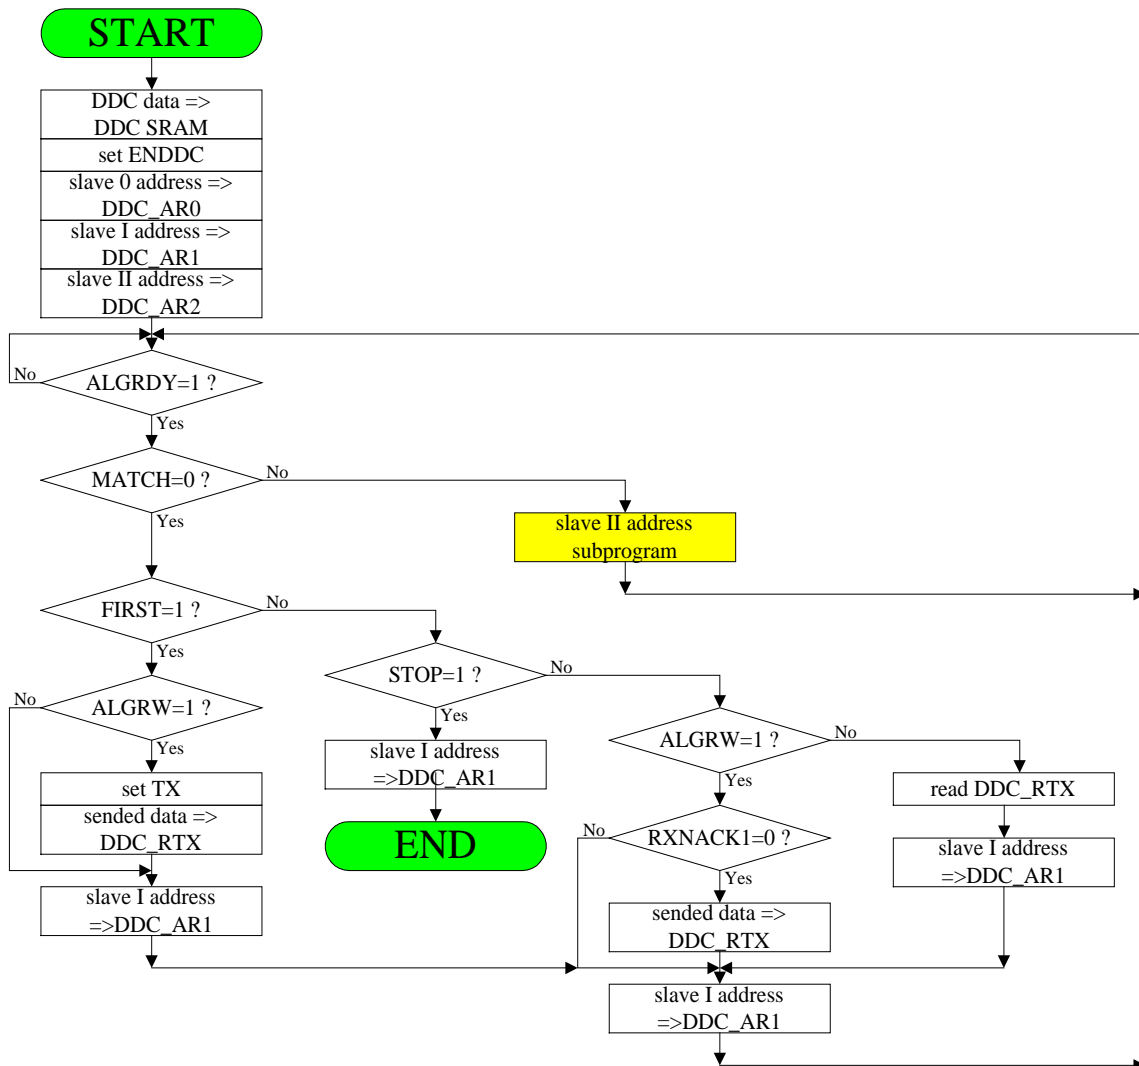 START
DDC data =>
DDC SRAM
set ENDDC
slave 0 address =>
DDC_AR0
slave I address =>
DDC_AR1
slave II address =>
DDC_AR2
No
ALGRDY=1 ?
Yes
MATCH=0 ?
No
Yes
slave II address
subprogram
FIRST=1 ?
No
Yes
STOP=1 ?
No
Yes
No
ALGRW=1 ?
Yes
ALGRW=1 ?
No
Yes
slave I address
=>DDC_AR1
set TX
sended data =>
DDC_RTX
read DDC_RTX
END
No
RXNACK1=0 ?
Yes
slave I address
=>DDC_AR1
slave I address
=>DDC_AR1
sended data =>
DDC_RTX
slave I address
=>DDC_AR1